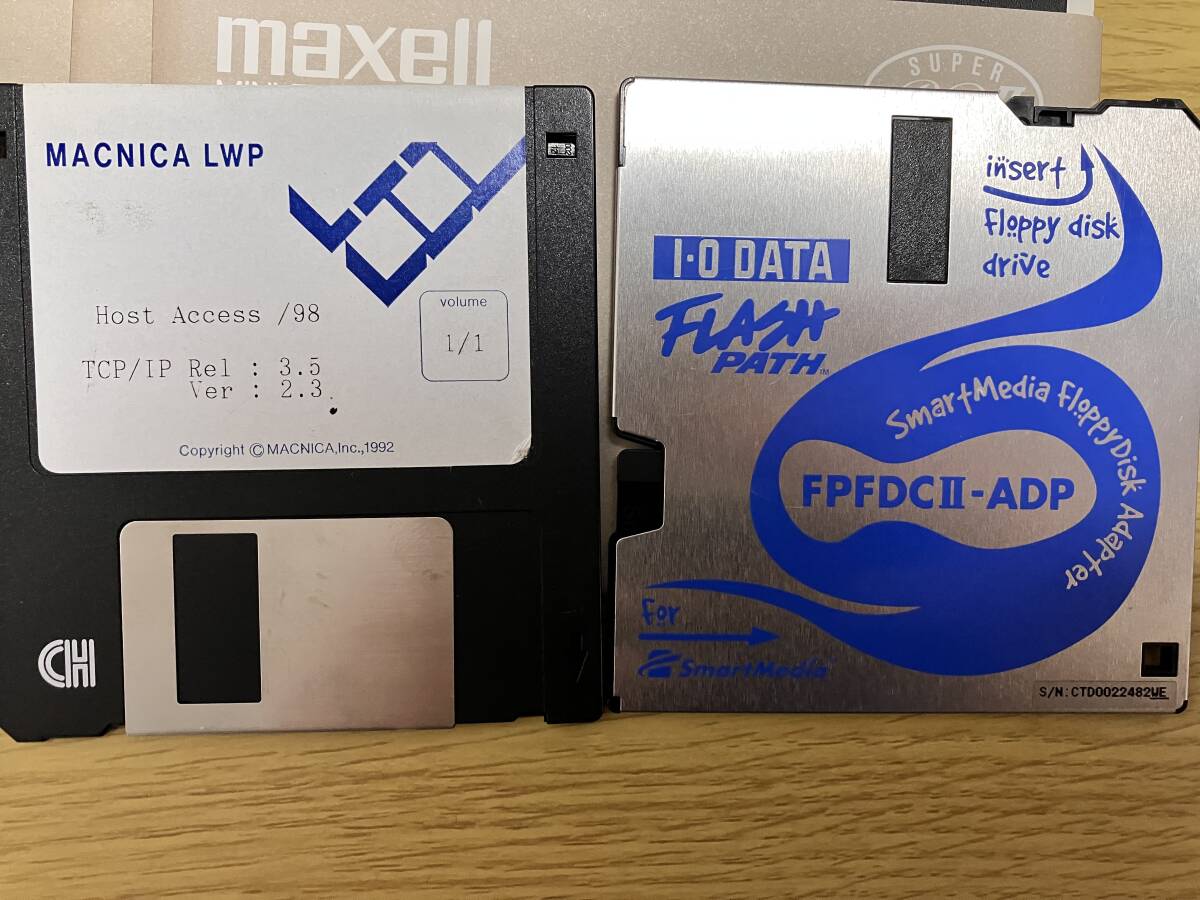 maxell
SUPER
MACNICA LWP
Host Access /98
TCP/IP Rel : 3.5
Ver : 2.3
volume
1/1
Copyright ©MACNICA,Inc.,1992
insert
floppy disk
drive
I·O DATA
FLASH
PATH™
SmartMedia FloppyDisk Adapter
FPFDCII-ADP
For
SmartMedia
S/N:CTD0022482WE